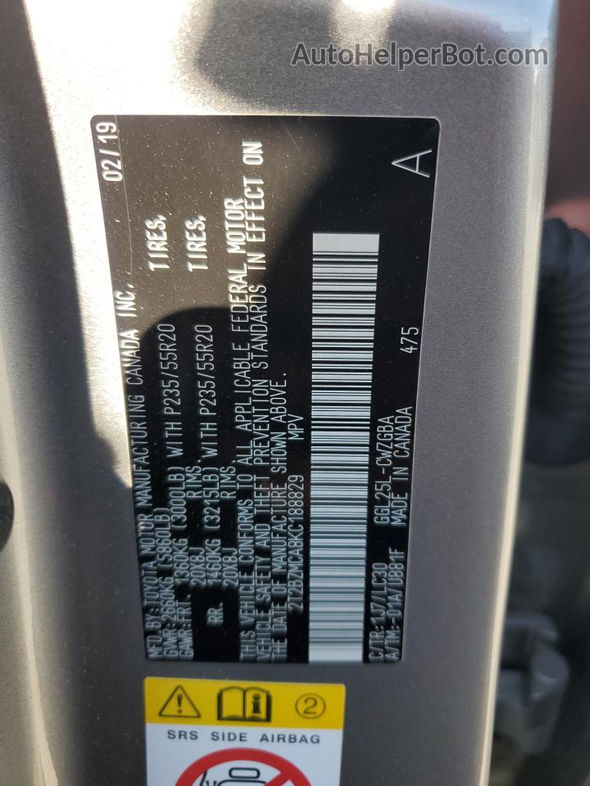 AutoHelperBot.com
MFD.BY:TOYOTA MOTOR MANUFACTURING CANADA INC. 02/19
GVWR:2660KG(5860LB)
GAWR:FRT. 1360KG(3000LB) WITH P235/55R20 TIRES,
20X8J RIMS
RR. 1460KG(3215LB) WITH P235/55R20 TIRES,
20X8J RIMS
THIS VEHICLE CONFORMS TO ALL APPLICABLE FEDERAL MOTOR
VEHICLE SAFETY AND THEFT PREVENTION STANDARDS IN EFFECT ON
THE DATE OF MANUFACTURE SHOWN ABOVE.
2T2BZMCA8KC188829 MPV
C/TR:1J7/LC30 GGL25L-CWZGBA 475
A/TM:-01A/U881F MADE IN CANADA A
2
SRS SIDE AIRBAG